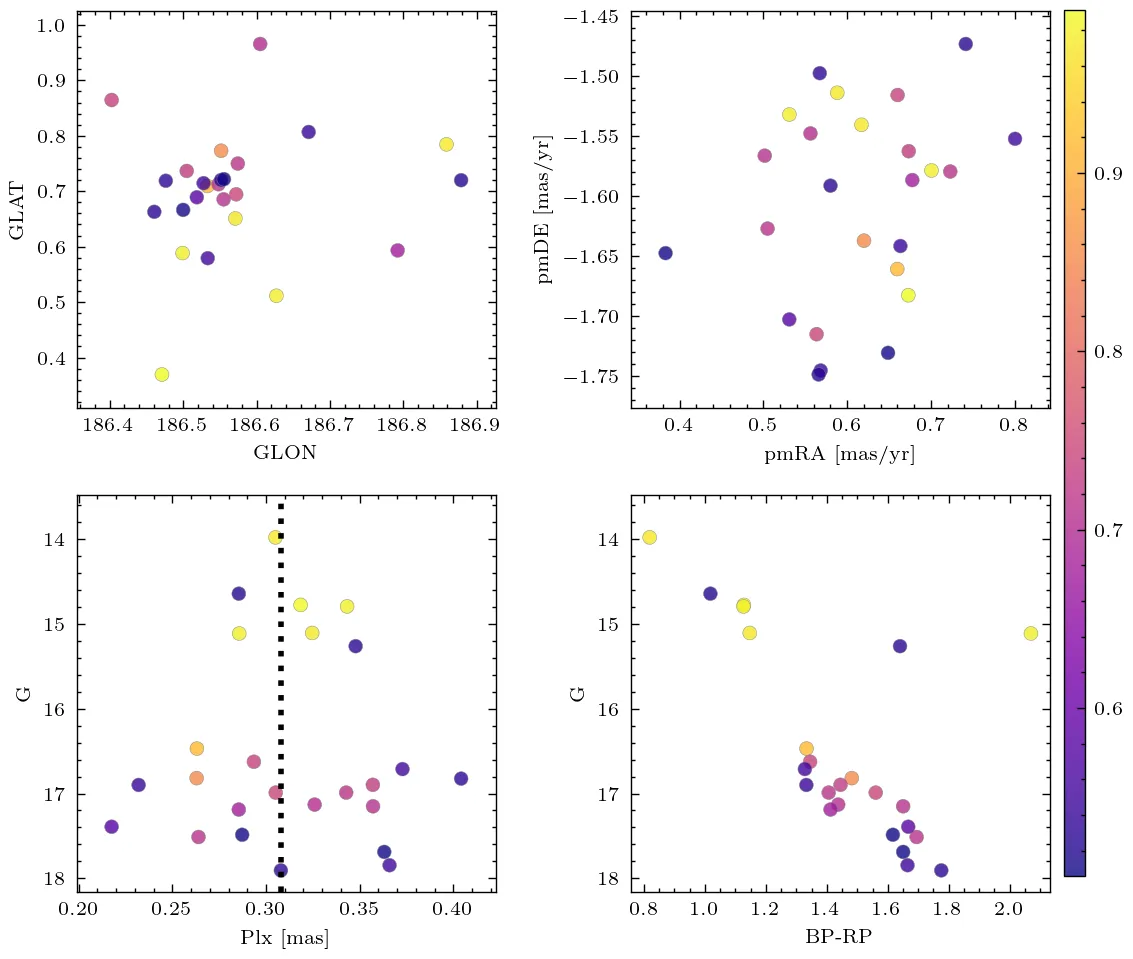 1.0
0.9
0.8
0.7
0.6
0.5
0.4
GLAT
186.4 186.5 186.6 186.7 186.8 186.9
GLON
−1.45
−1.50
−1.55
−1.60
−1.65
−1.70
−1.75
pmDE [mas/yr]
0.4 0.5 0.6 0.7 0.8
pmRA [mas/yr]
0.9
0.8
0.7
0.6
14
15
16
17
18
G
0.20 0.25 0.30 0.35 0.40
Plx [mas]
14
15
16
17
18
G
0.8 1.0 1.2 1.4 1.6 1.8 2.0
BP-RP